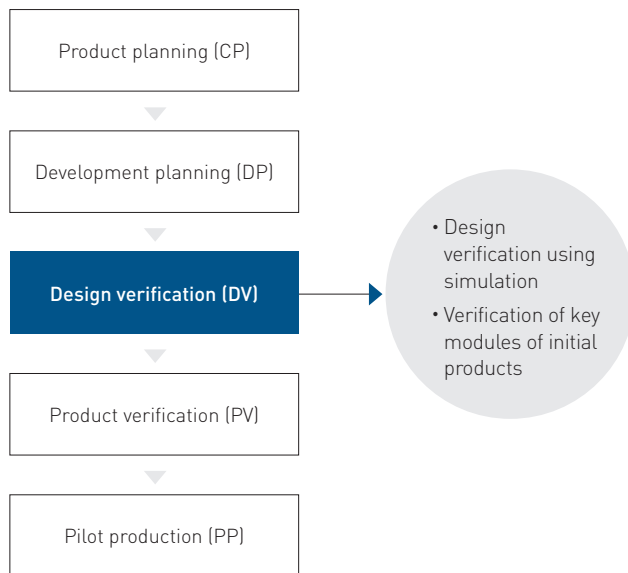 Product planning (CP)
Development planning (DP)
Design verification (DV)
• Design
verification using
simulation
• Verification of key
modules of initial
products
Product verification (PV)
Pilot production (PP)